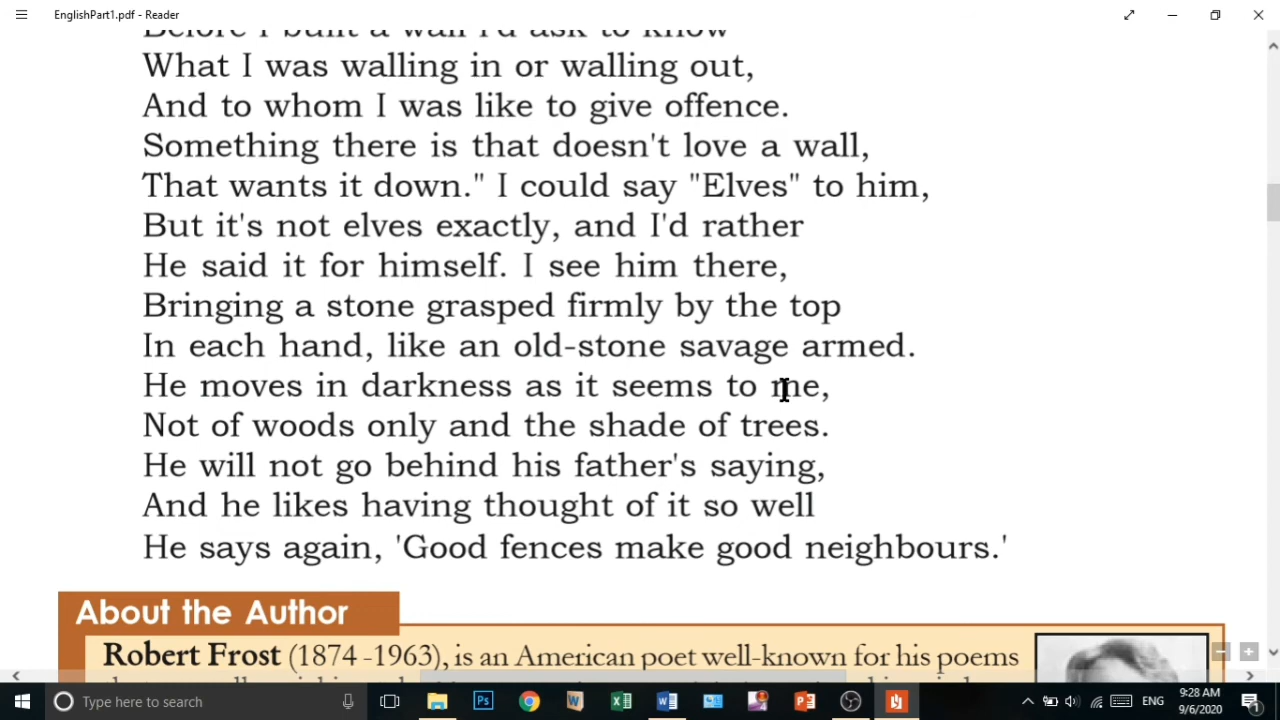 EnglishPart1.pdf - Reader
Before I built a wall I'd ask to know
What I was walling in or walling out,
And to whom I was like to give offence.
Something there is that doesn't love a wall,
That wants it down." I could say "Elves" to him,
But it's not elves exactly, and I'd rather
He said it for himself. I see him there,
Bringing a stone grasped firmly by the top
In each hand, like an old-stone savage armed.
He moves in darkness as it seems to me,
Not of woods only and the shade of trees.
He will not go behind his father's saying,
And he likes having thought of it so well
He says again, 'Good fences make good neighbours.'
About the Author
Robert Frost (1874 -1963), is an American poet well-known for his poems
Type here to search
ENG
9:28 AM
9/6/2020